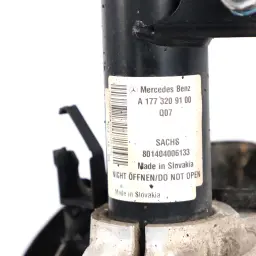 Mercedes Benz
A 177 320 91 00
Q07
SACHS
801404006133
Made in Slovakia
NICHT ÖFFNEN/DO NOT OPEN
Made in Slovakia